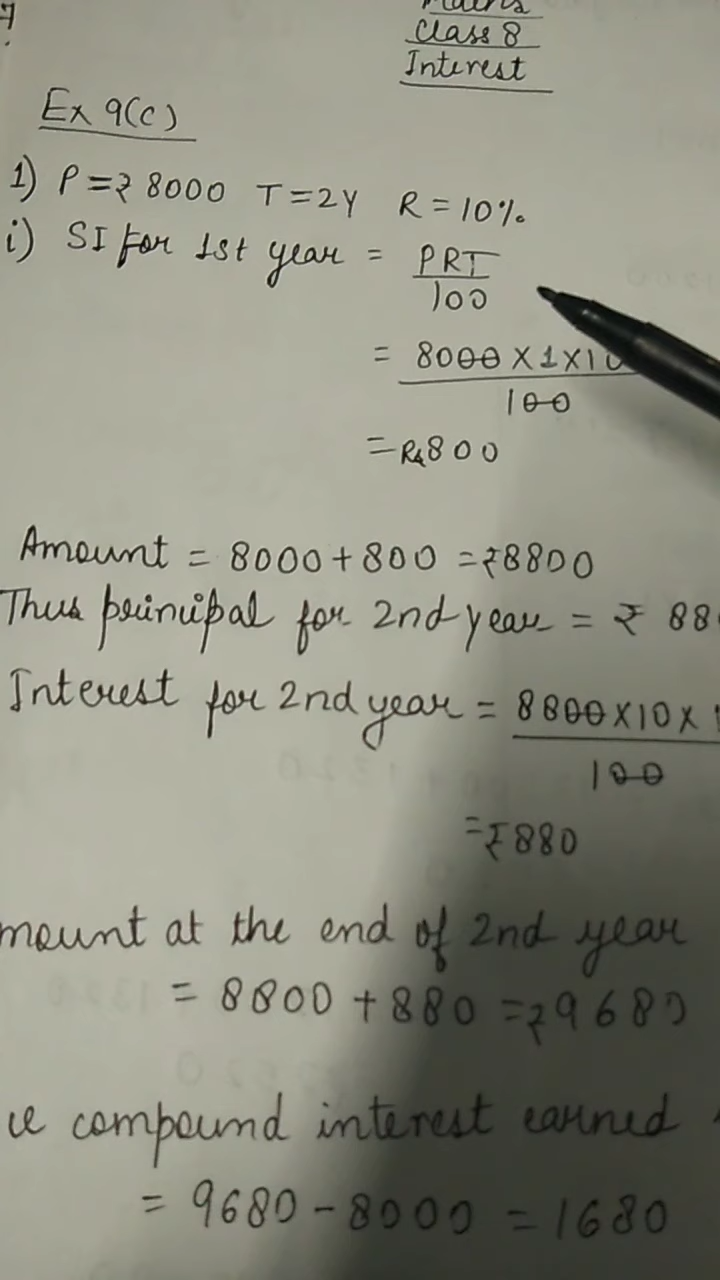 Maths
Class 8
Interest
Ex 9(c)
1) P = ₹ 8000 T = 2Y R = 10%
i) SI for 1st year = PRT
100
= 8000 × 1 × 10
100
= Rs 800
Amount = 8000 + 800 = ₹8800
Thus principal for 2nd year = ₹ 88
Interest for 2nd year = 8800 × 10 ×
100
= ₹880
mount at the end of 2nd year
= 8800 + 880 = ₹9680
compound interest earned
= 9680 - 8000 = 1680